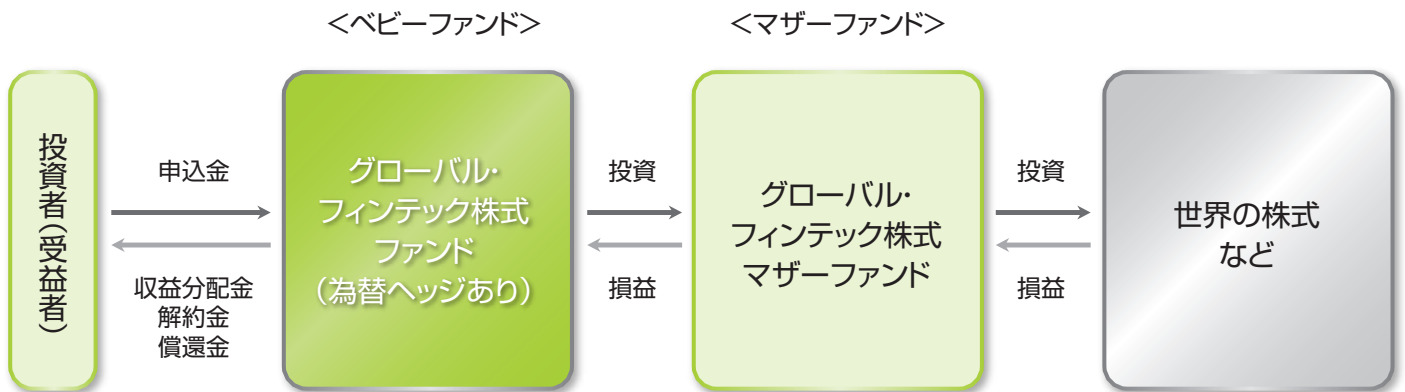 <ベビーファンド>
<マザーファンド>
投資者(受益者)
申込金
収益分配金
解約金
償還金
グローバル・
フィンテック株式
ファンド
(為替ヘッジあり)
投資
損益
グローバル・
フィンテック株式
マザーファンド
投資
損益
世界の株式
など